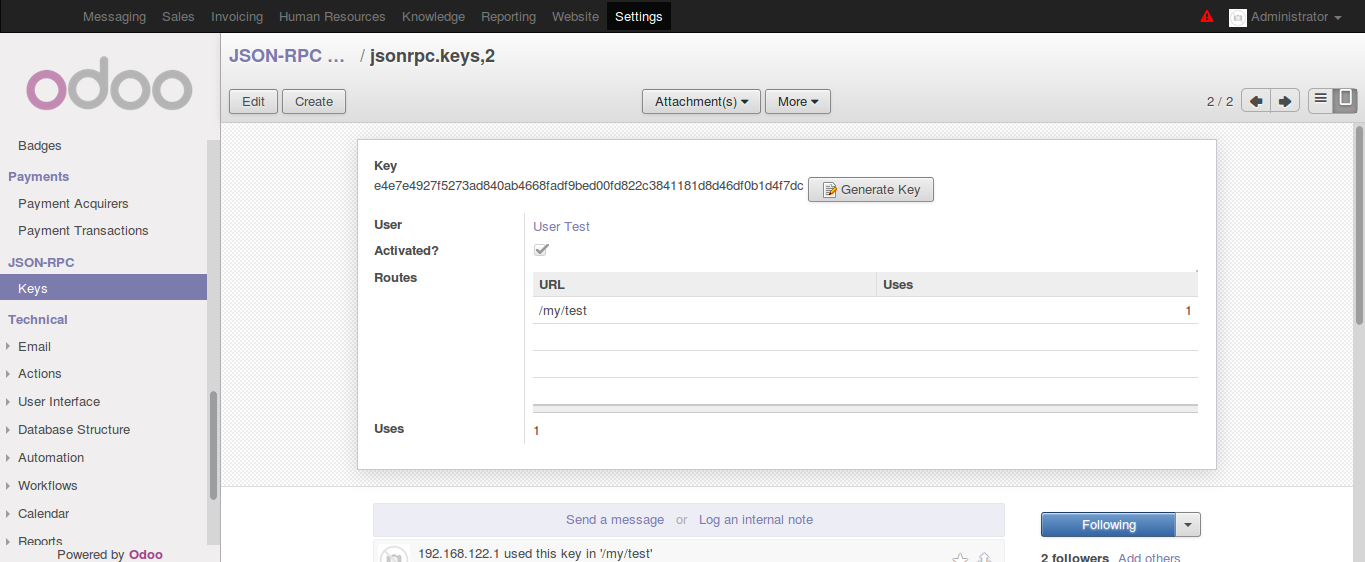 Messaging Sales Invoicing Human Resources Knowledge Reporting Website Settings Administrator
odoo
Badges
Payments
Payment Acquirers
Payment Transactions
JSON-RPC
Keys
Technical
Email
Actions
User Interface
Database Structure
Automation
Workflows
Calendar
Reports
Powered by Odoo
JSON-RPC ... / jsonrpc.keys,2
Edit Create Attachment(s) More 2 / 2
Key
e4e7e4927f5273ad840ab4668fadf9bed00fd822c3841181d8d46df0b1d4f7dc Generate Key
User User Test
Activated?
Routes
URL Uses
/my/test 1
Uses 1
Send a message or Log an internal note
Following
192.168.122.1 used this key in '/my/test'
2 followers Add others